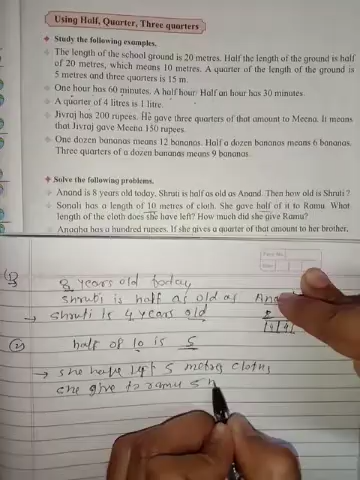 Using Half, Quarter, Three quarters
Study the following examples.
The length of the school ground is 20 metres. Half the length of the ground is half
of 20 metres, which means 10 metres. A quarter of the length of the ground is
5 metres and three quarters is 15 m.
One hour has 60 minutes. A half hour/ Half an hour has 30 minutes.
A quarter of 4 litres is 1 litre.
Jivraj has 200 rupees. He gave three quarters of that amount to Meena. It means
that Jivraj gave Meena 150 rupees.
One dozen bananas means 12 bananas. Half a dozen bananas means 6 bananas.
Three quarters of a dozen bananas means 9 bananas.
Solve the following problems.
Anand is 8 years old today. Shruti is half as old as Anand. Then how old is Shruti ?
Sonali has a length of 10 metres of cloth. She gave half of it to Ramu. What
length of the cloth does she have left? How much did she give Ramu?
Anagha has a hundred rupees. If she gives a quarter of that amount to her brother,
(1) 8 years old today
Shruti is half as old as
→ Shruti is 4 years old
8
4 4
(2) half of 10 is 5
→ she have left 5 metres cloths
she give to ramu 5